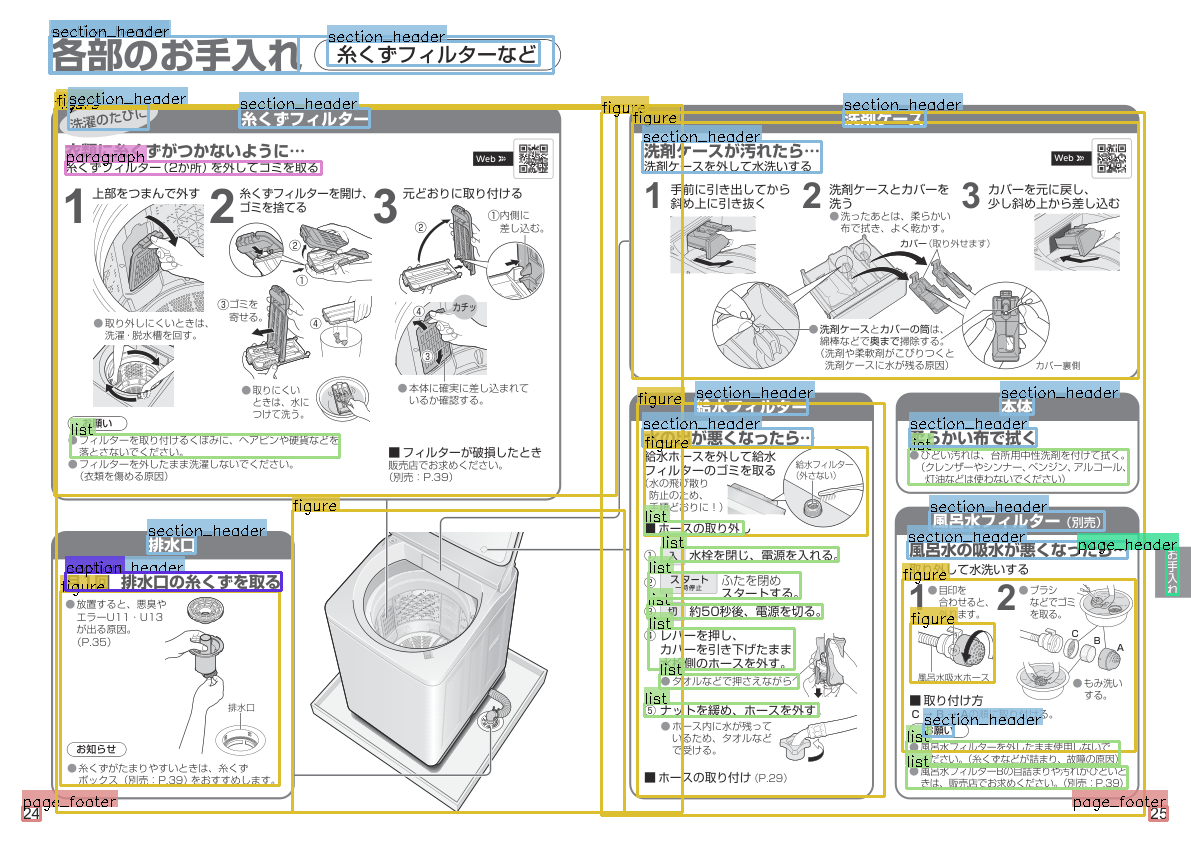 section_header
各部のお手入れ
section_header
糸くずフィルターなど
figure
section_header
洗濯のたびに
section_header
糸くずフィルター
ずがつかないように…
paragraph
糸くずフィルター(2か所)を外してゴミを取る
Web
1 上部をつまんで外す
●取り外しにくいときは、
洗濯・脱水槽を回す。
2 糸くずフィルターを開け、
ゴミを捨てる
②
①
③ゴミを
寄せる。
④
●取りにくい
ときは、水に
つけて洗う。
3 元どおりに取り付ける
①内側に
差し込む。
②
カチッ
④
③
●本体に確実に差し込まれて
いるか確認する。
list
願い
●フィルターを取り付けるくぼみに、ヘアピンや硬貨などを
落とさないでください。
●フィルターを外したまま洗濯しないでください。
(衣類を傷める原因)
■フィルターが破損したとき
販売店でお求めください。
(別売:P.39)
section_header
排水口
caption
header
figure
排水口の糸くずを取る
●放置すると、悪臭や
エラーU11・U13
が出る原因。
(P.35)
排水口
お知らせ
●糸くずがたまりやすいときは、糸くず
ボックス(別売:P.39)をおすすめします。
figure
page_footer
24
figure
figure
section_header
洗剤ケース
section_header
洗剤ケースが汚れたら…
洗剤ケースを外して水洗いする
Web
1 手前に引き出してから
斜め上に引き抜く
2 洗剤ケースとカバーを
洗う
●洗ったあとは、柔らかい
布で拭き、よく乾かす。
カバー(取り外せます)
●洗剤ケースとカバーの筒は、
綿棒などで奥まで掃除する。
(洗剤や柔軟剤がこびりつくと
洗剤ケースに水が残る原因)
カバー裏側
3 カバーを元に戻し、
少し斜め上から差し込む
figure
section_header
給水フィルター
section_header
が悪くなったら…
figure
給水ホースを外して給水
フィルターのゴミを取る
(水の飛び散り
防止のため、
どおりに!)
給水フィルター
(外さない)
list
■ホースの取り外し
list
① 入 水栓を閉じ、電源を入れる。
list
② スタート ふたを閉め
スタートする。
list
切 約50秒後、電源を切る。
list
④ レバーを押し、
カバーを引き下げたまま
側のホースを外す。
list
●タオルなどで押さえながら
list
⑤ ナットを緩め、ホースを外す。
●ホース内に水が残って
いるため、タオルなど
で受ける。
■ホースの取り付け(P.29)
section_header
本体
section_header
らかい布で拭く
list
●ひどい汚れは、台所用中性洗剤を付けて拭く。
(クレンザーやシンナー、ベンジン、アルコール、
灯油などは使わないでください)
section_header
風呂水フィルター(別売)
section_header
風呂水の吸水が悪くなったら…
page_header
お手入れ
figure
して水洗いする
1 ●目印を
合わせると、
ます。
figure
風呂水吸水ホース
2 ●ブラシ
などでゴミ
を取る。
C
B
A
●もみ洗い
する。
■取り付け方
section_header
願い
list
●風呂水フィルターを外したまま使用しないで
ください。(糸くずなどが詰まり、故障の原因)
list
●風呂水フィルターBの目詰まりや汚れがひどいと
きは、販売店でお求めください。(別売:P.39)
page_footer
25